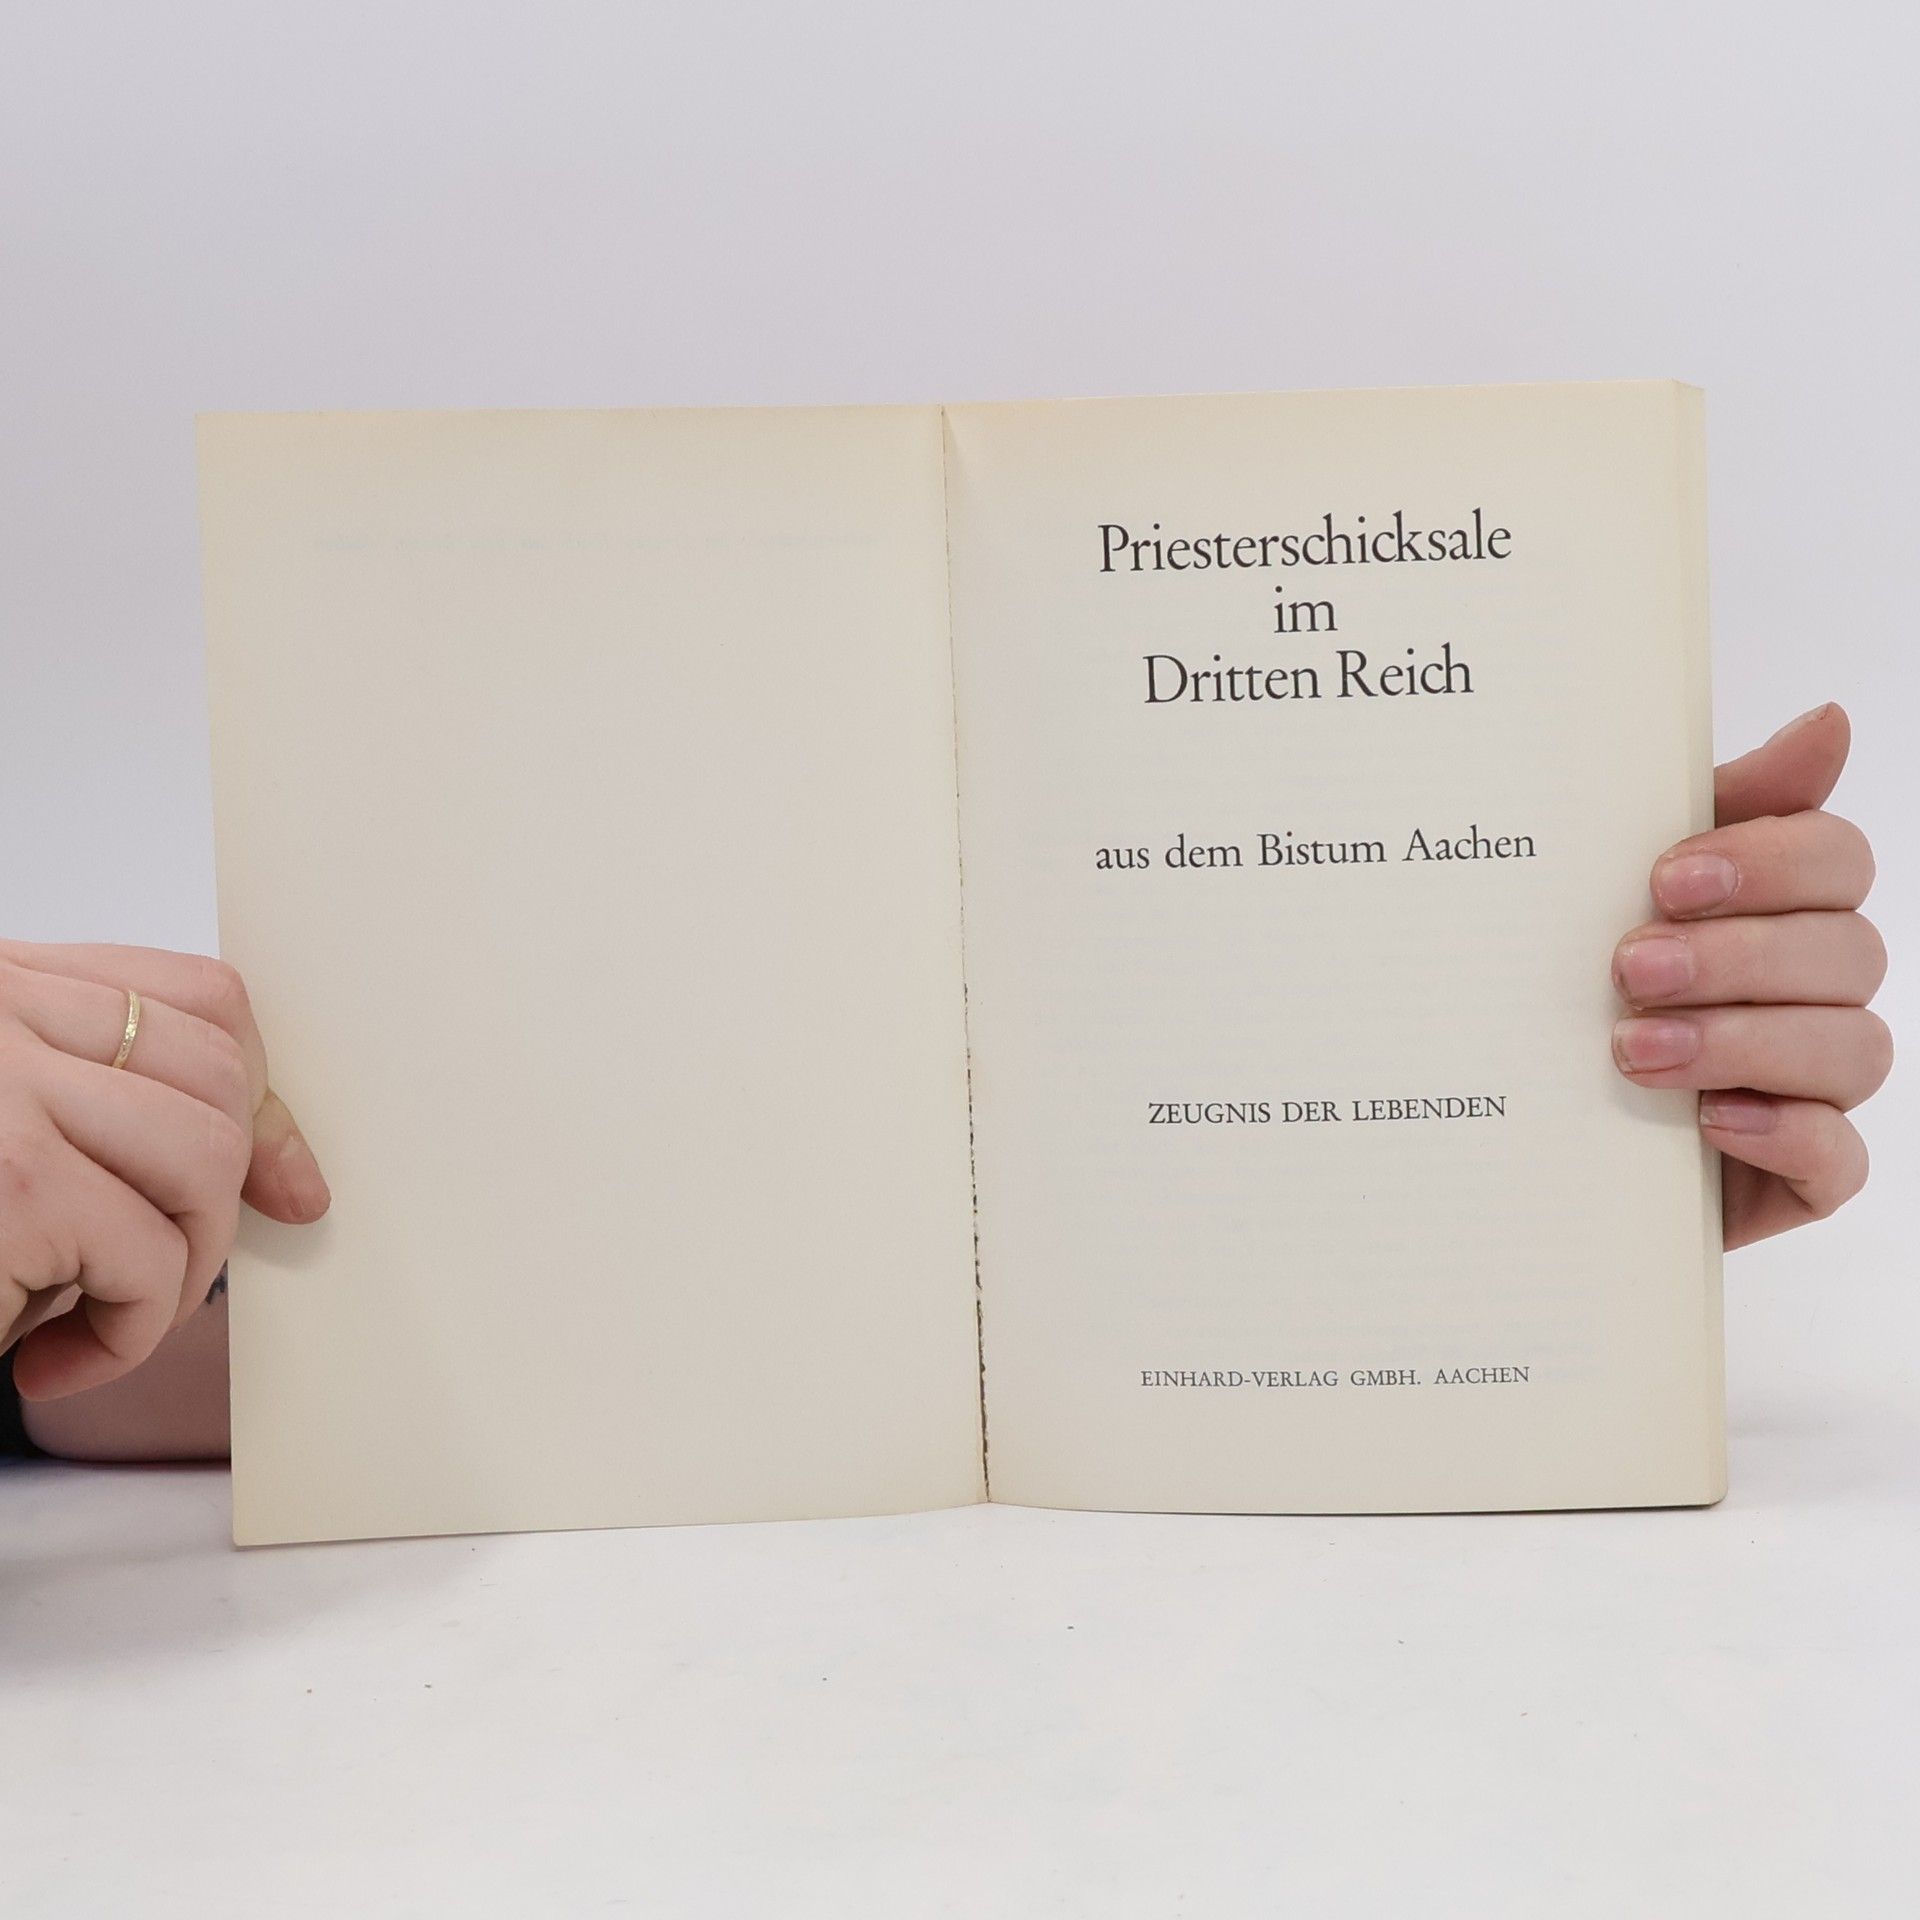 Priesterschicksale
im
Dritten Reich
aus dem Bistum Aachen
ZEUGNIS DER LEBENDEN
EINHARD-VERLAG GMBH. AACHEN